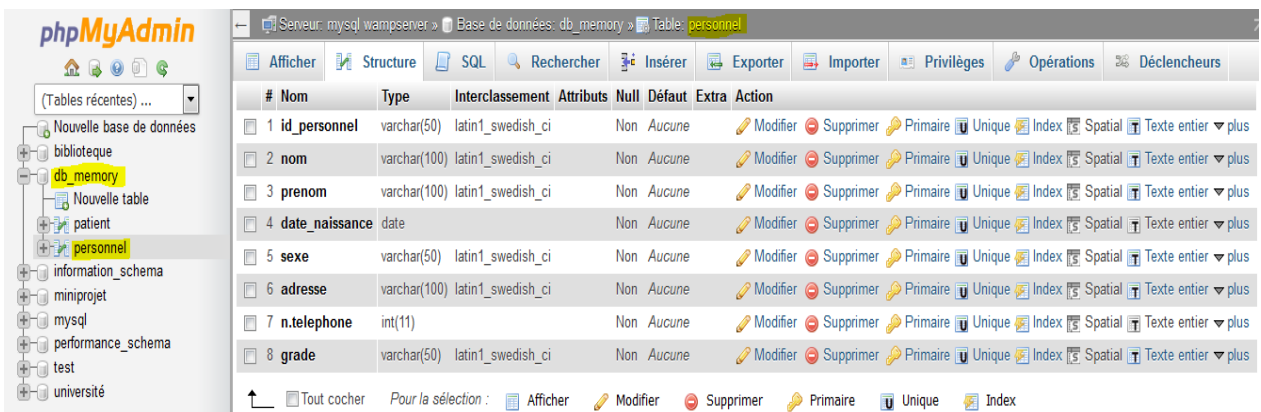 phpMyAdmin
(Tables récentes) ...
Nouvelle base de données
biblioteque
db_memory
Nouvelle table
patient
personnel
information_schema
miniprojet
mysql
performance_schema
test
université
Serveur: mysql wampserver » Base de données: db_memory » Table: personnel
Afficher Structure SQL Rechercher Insérer Exporter Importer Privilèges Opérations Déclencheurs
# Nom Type Interclassement Attributs Null Défaut Extra Action
1 id_personnel varchar(50) latin1_swedish_ci Non Aucune Modifier Supprimer Primaire Unique Index Spatial Texte entier plus
2 nom varchar(100) latin1_swedish_ci Non Aucune Modifier Supprimer Primaire Unique Index Spatial Texte entier plus
3 prenom varchar(100) latin1_swedish_ci Non Aucune Modifier Supprimer Primaire Unique Index Spatial Texte entier plus
4 date_naissance date Non Aucune Modifier Supprimer Primaire Unique Index Spatial Texte entier plus
5 sexe varchar(50) latin1_swedish_ci Non Aucune Modifier Supprimer Primaire Unique Index Spatial Texte entier plus
6 adresse varchar(100) latin1_swedish_ci Non Aucune Modifier Supprimer Primaire Unique Index Spatial Texte entier plus
7 n.telephone int(11) Non Aucune Modifier Supprimer Primaire Unique Index Spatial Texte entier plus
8 grade varchar(50) latin1_swedish_ci Non Aucune Modifier Supprimer Primaire Unique Index Spatial Texte entier plus
Tout cocher Pour la sélection : Afficher Modifier Supprimer Primaire Unique Index